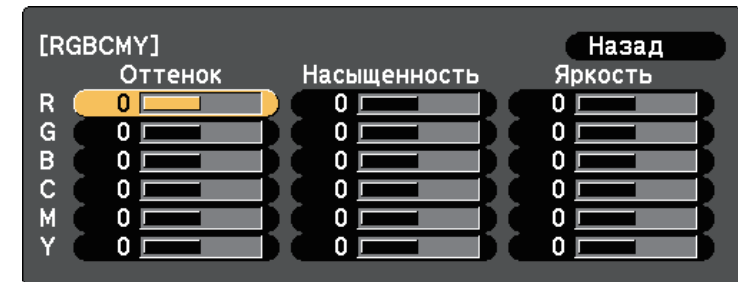 [RGBCMY] Назад
Оттенок Насыщенность Яркость
R 0 0 0
G 0 0 0
B 0 0 0
C 0 0 0
M 0 0 0
Y 0 0 0